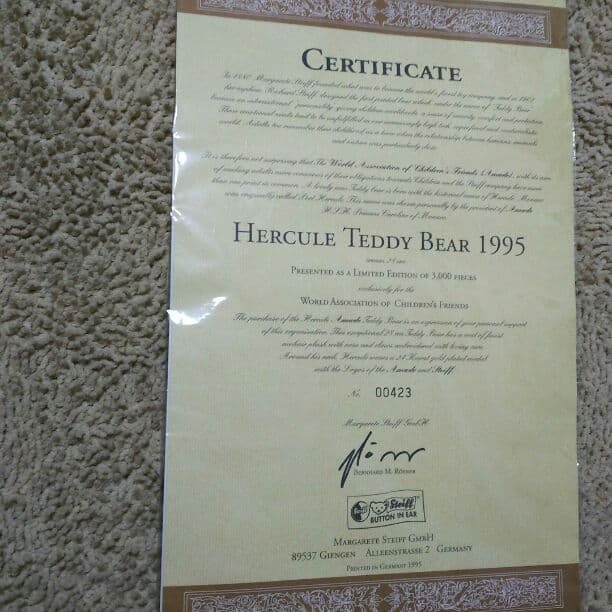 CERTIFICATE
In 1880 Margarete Steiff founded what was to become the world's first toy company and in 1902
her nephew Richard Steiff designed the first jointed bear which under the name of "Teddy Bear"
became an international personality giving children worldwide a sense of security, comfort and protection.
These emotional needs tend to be unfulfilled in increasingly high tech, superficial and materialistic
world. Adults too remember their childhood as a time when the relationship between humans, animals
and nature was particularly close.
It is therefore not surprising that The World Association of Children's Friends (Amade), with its aim
of making adults more conscious of their obligations towards Children and the Steiff company have more
than one point in common. A lovely new Teddy bear is born with the historic name of Hercule. Monaco
was originally called Port Hercule. This name was chosen personally by the president of Amade
H.S.H. Princess Caroline of Monaco.
HERCULE TEDDY BEAR 1995
28 cm
PRESENTED AS A LIMITED EDITION OF 3,000 PIECES
exclusively for the
WORLD ASSOCIATION OF CHILDREN'S FRIENDS
The purchase of the Hercule Amade Teddy Bear is an expression of your personal support
of this organisation. This exceptional 28 cm Teddy Bear has a coat of finest
mohair plush with nose and claws embroidered with loving care.
Around his neck, Hercule wears a 24 Karat gold plated medal
with the Logos of the Amade and Steiff.
No. 00423
Margarete Steiff GmbH
BERNHARD M. RÖSNER
Steiff
BUTTON IN EAR
MARGARETE STEIFF GMBH
89537 GIENGEN ALLEENSTRASSE 2 GERMANY
PRINTED IN GERMANY 1995